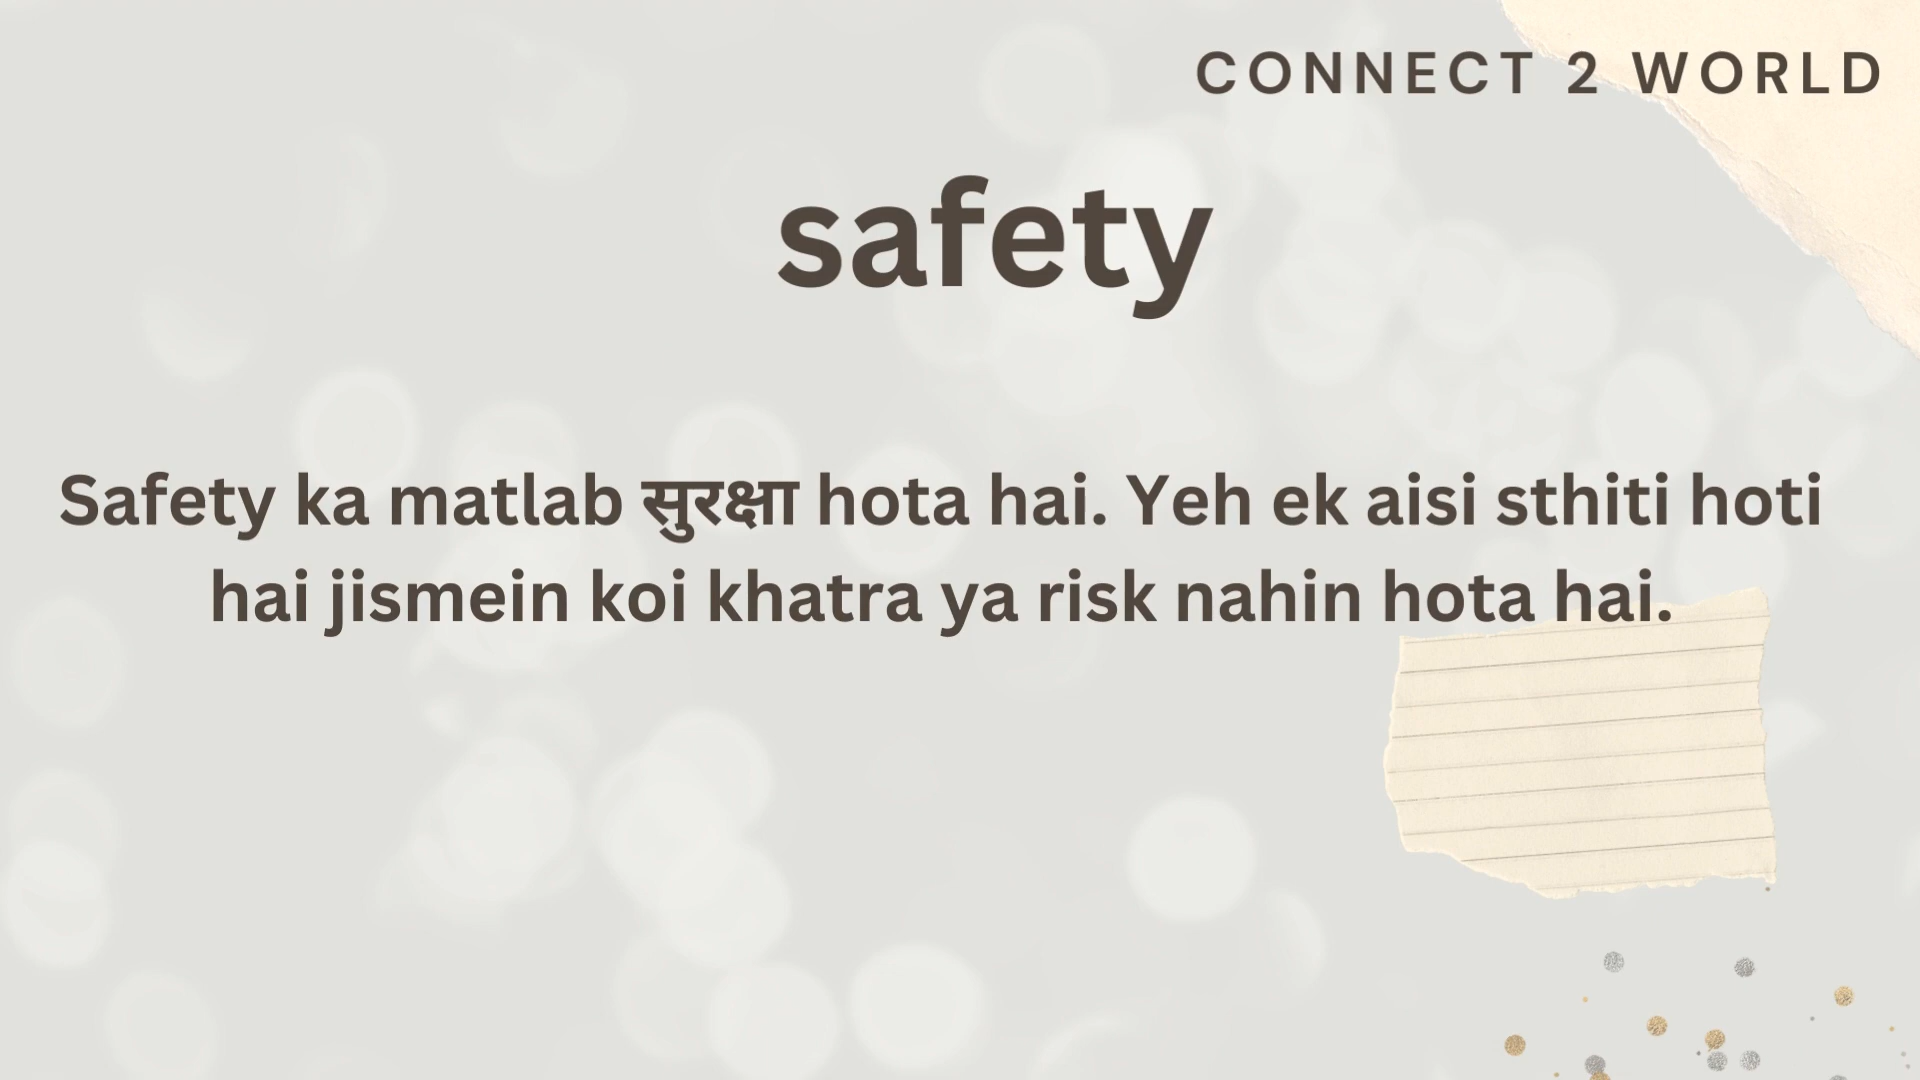 CONNECT 2 WORLD
safety
Safety ka matlab सुरक्षा hota hai. Yeh ek aisi sthiti hoti
hai jismein koi khatra ya risk nahin hota hai.